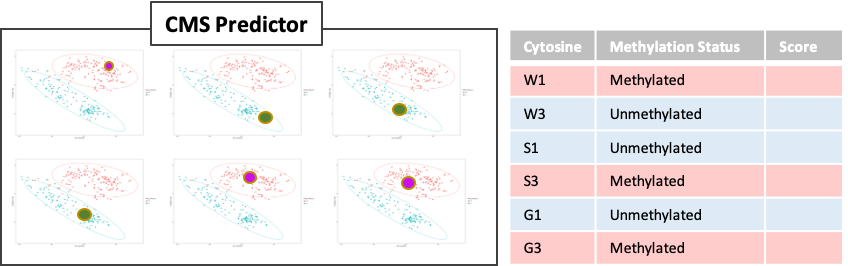 CMS Predictor
Cytosine Methylation Status Score
W1 Methylated
W3 Unmethylated
S1 Unmethylated
S3 Methylated
G1 Unmethylated
G3 Methylated